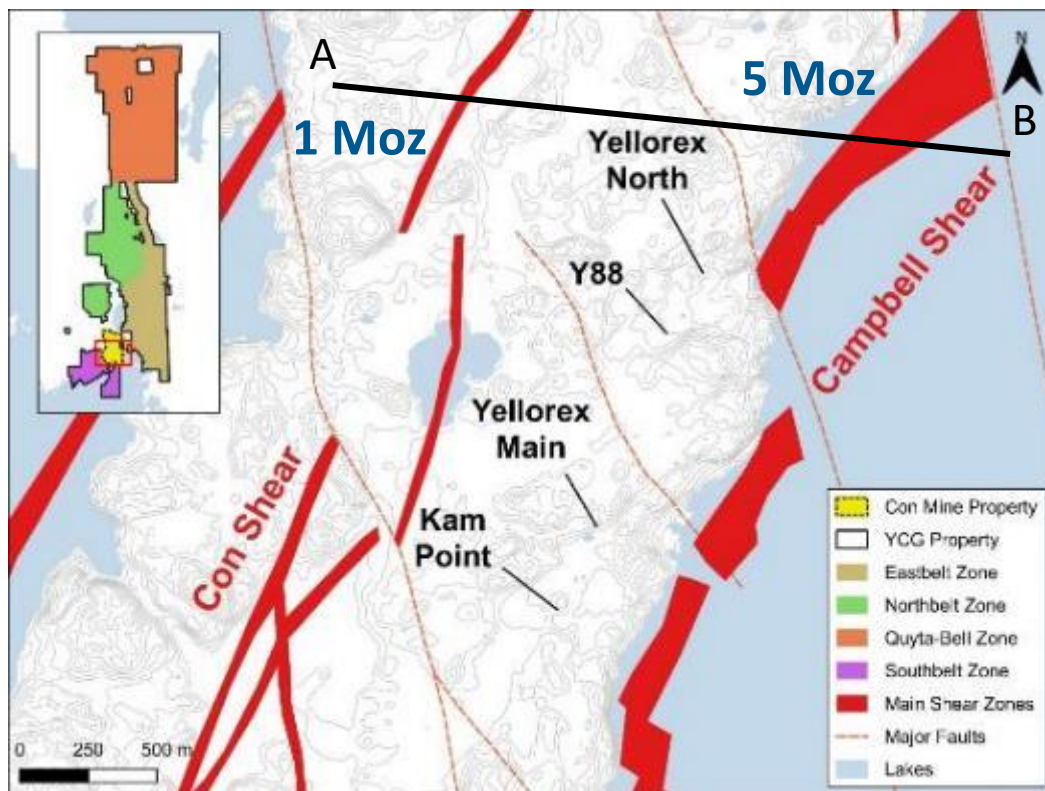 A
5 Moz
N
B
1 Moz
Yellorex
North
Y88
Campbell Shear
Yellorex
Main
Con Shear
Kam
Point
Con Mine Property
YCG Property
Eastbelt Zone
Northbelt Zone
Quyta-Bell Zone
Southbelt Zone
Main Shear Zones
Major Faults
Lakes
0 250 500 m